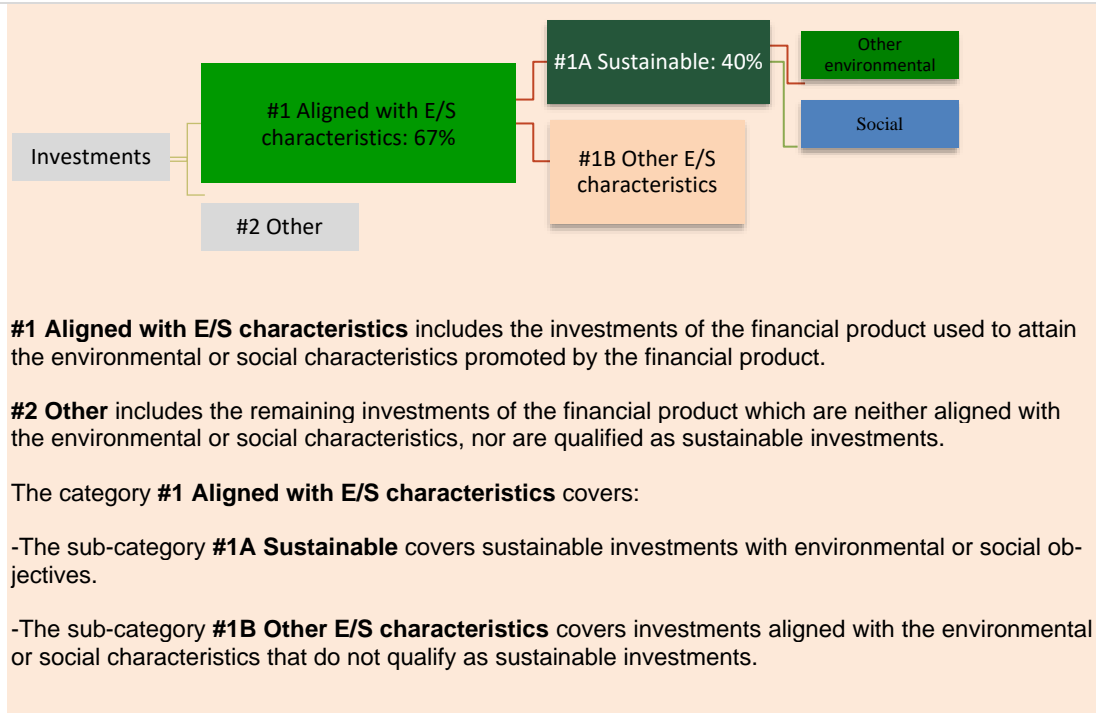 Investments
#1 Aligned with E/S
characteristics: 67%
#2 Other
#1A Sustainable: 40%
#1B Other E/S
characteristics
Other
environmental
Social
#1 Aligned with E/S characteristics includes the investments of the financial product used to attain
the environmental or social characteristics promoted by the financial product.
#2 Other includes the remaining investments of the financial product which are neither aligned with
the environmental or social characteristics, nor are qualified as sustainable investments.
The category #1 Aligned with E/S characteristics covers:
-The sub-category #1A Sustainable covers sustainable investments with environmental or social ob-
jectives.
-The sub-category #1B Other E/S characteristics covers investments aligned with the environmental
or social characteristics that do not qualify as sustainable investments.